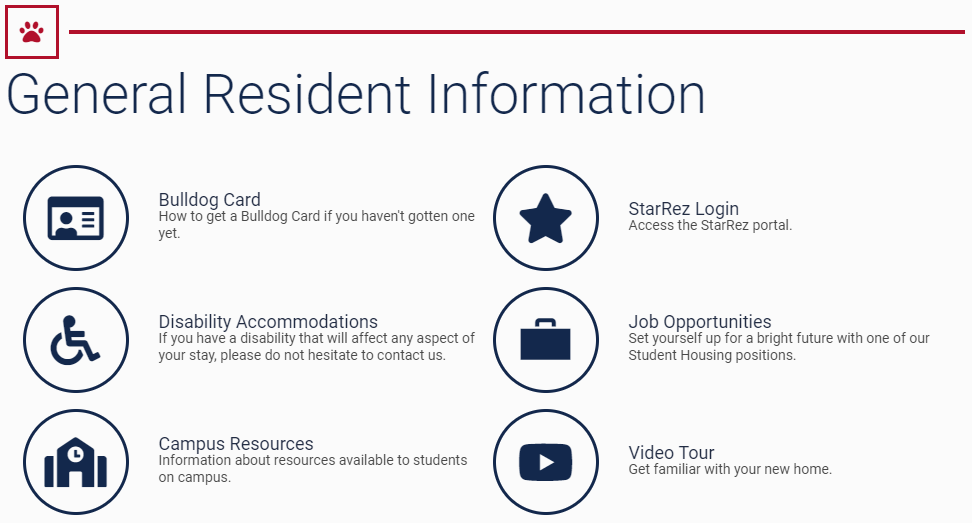 General Resident Information
Bulldog Card
How to get a Bulldog Card if you haven't gotten one
yet.
StarRez Login
Access the StarRez portal.
Disability Accommodations
If you have a disability that will affect any aspect of
your stay, please do not hesitate to contact us.
Job Opportunities
Set yourself up for a bright future with one of our
Student Housing positions.
Campus Resources
Information about resources available to students
on campus.
Video Tour
Get familiar with your new home.